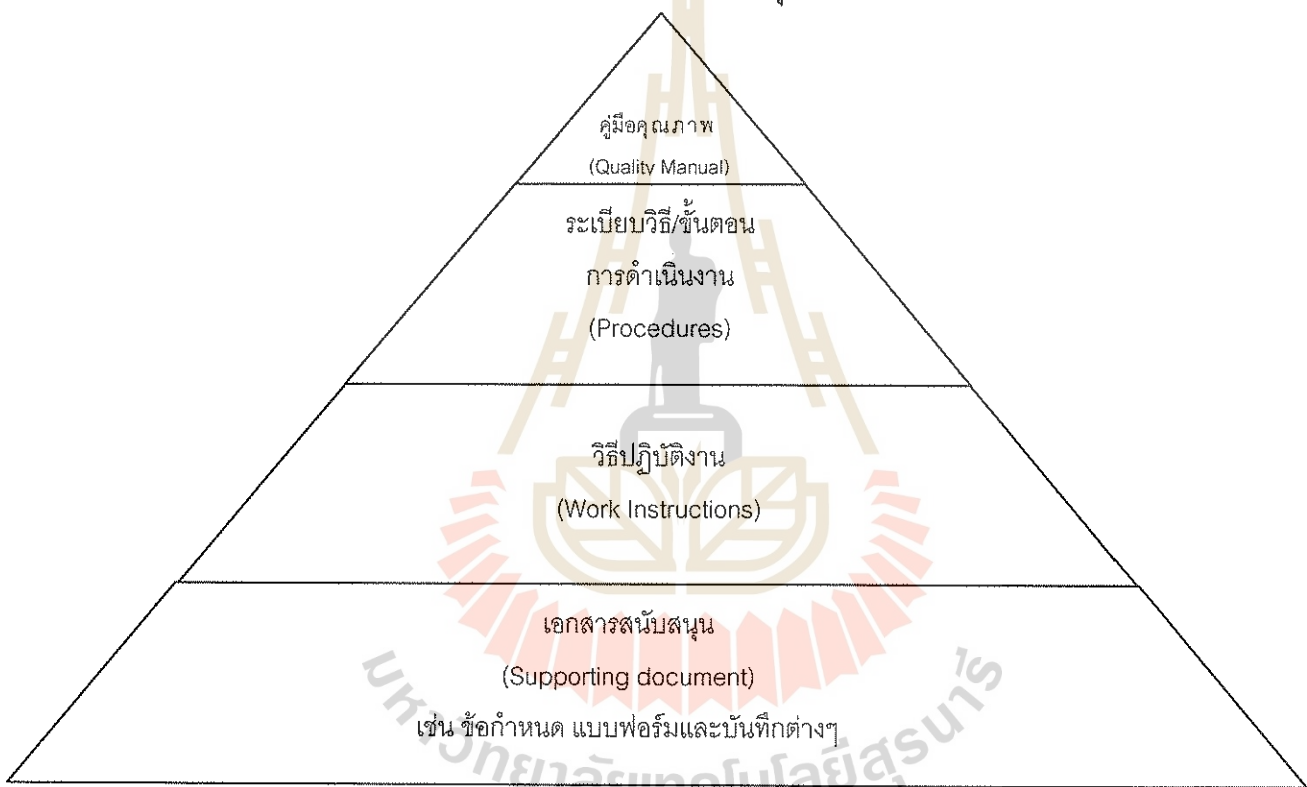 คู่มือคุณภาพ
(Quality Manual)
ระเบียบวิธี/ขั้นตอน
การดำเนินงาน
(Procedures)
วิธีปฏิบัติงาน
(Work Instructions)
เอกสารสนับสนุน
(Supporting document)
เช่น ข้อกำหนด แบบฟอร์มและบันทึกต่างๆ